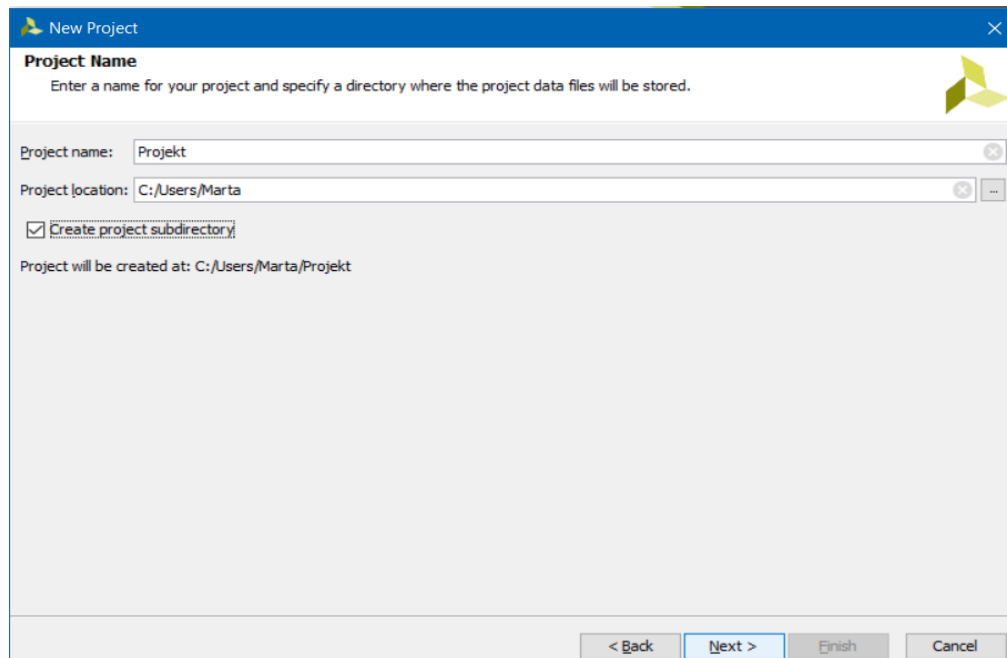 New Project
Project Name
Enter a name for your project and specify a directory where the project data files will be stored.
Project name: Projekt
Project location: C:/Users/Marta ...
Create project subdirectory
Project will be created at: C:/Users/Marta/Projekt
< Back Next > Finish Cancel